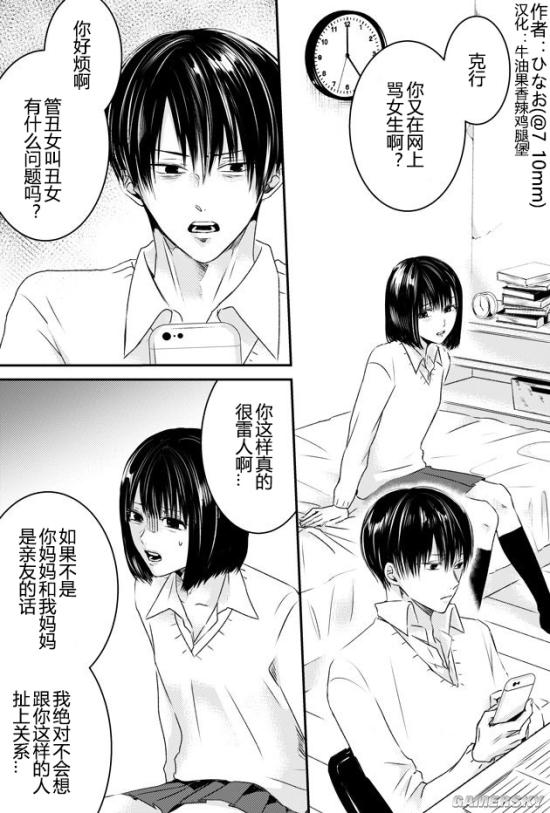 作者：ひなお(@7_10mm)
汉化：牛油果香辣鸡腿堡
克行
你又在网上
骂女生啊？
你好烦啊
管丑女叫丑女
有什么问题吗？
你这样真的
很雷人啊…
如果不是
你妈妈和我妈妈
是亲友的话
我绝对不会想
跟你这样的人
扯上关系…
GAMERSKY